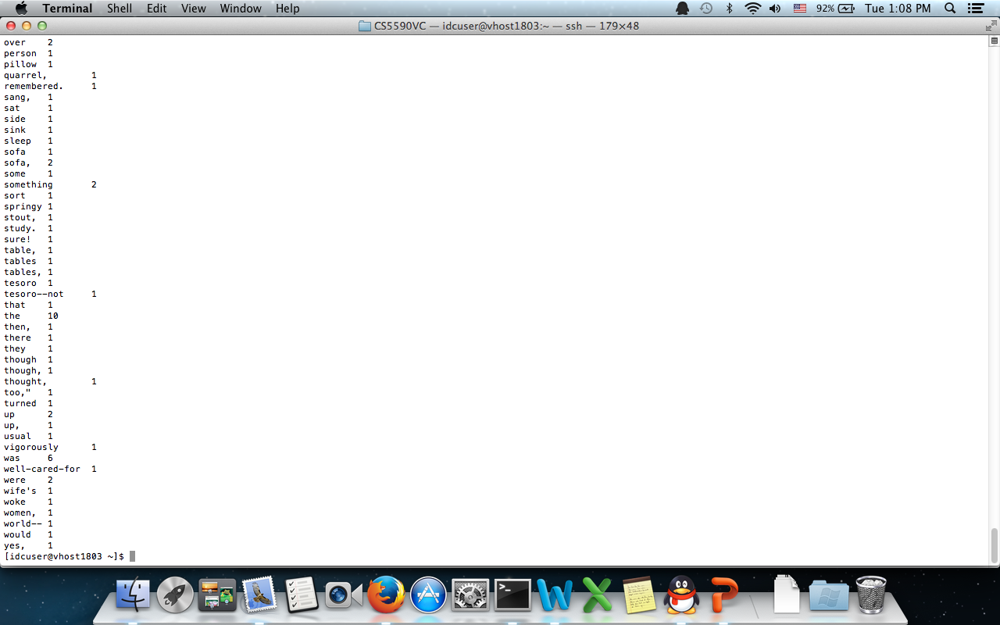 Terminal Shell Edit View Window Help 92% Tue 1:08 PM
CS5590VC — idcuser@vhost1803:~ — ssh — 179×48
over 2
person 1
pillow 1
quarrel, 1
remembered. 1
sang, 1
sat 1
side 1
sink 1
sleep 1
sofa 1
sofa, 2
some 1
something 2
sort 1
springy 1
stout, 1
study. 1
sure! 1
table, 1
tables 1
tables, 1
tesoro 1
tesoro--not 1
that 1
the 10
then, 1
there 1
they 1
though 1
though, 1
thought, 1
too," 1
turned 1
up 2
up, 1
usual 1
vigorously 1
was 6
well-cared-for 1
were 2
wife's 1
woke 1
women, 1
world-- 1
would 1
yes, 1
[idcuser@vhost1803 ~]$